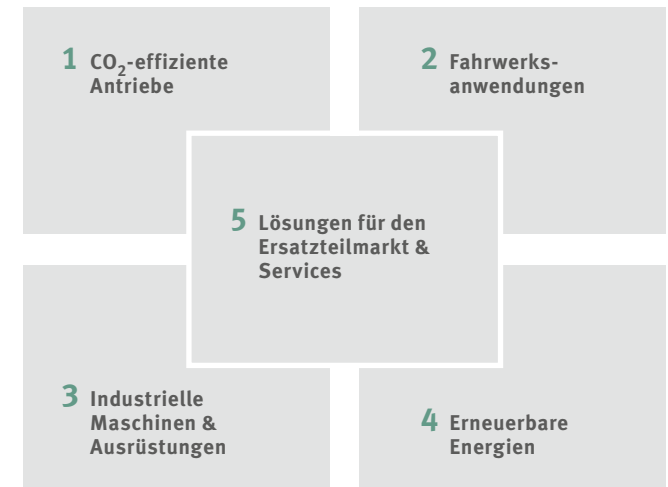 1 CO₂-effiziente
Antriebe
2 Fahrwerks-
anwendungen
5 Lösungen für den
Ersatzteilmarkt &
Services
3 Industrielle
Maschinen &
Ausrüstungen
4 Erneuerbare
Energien